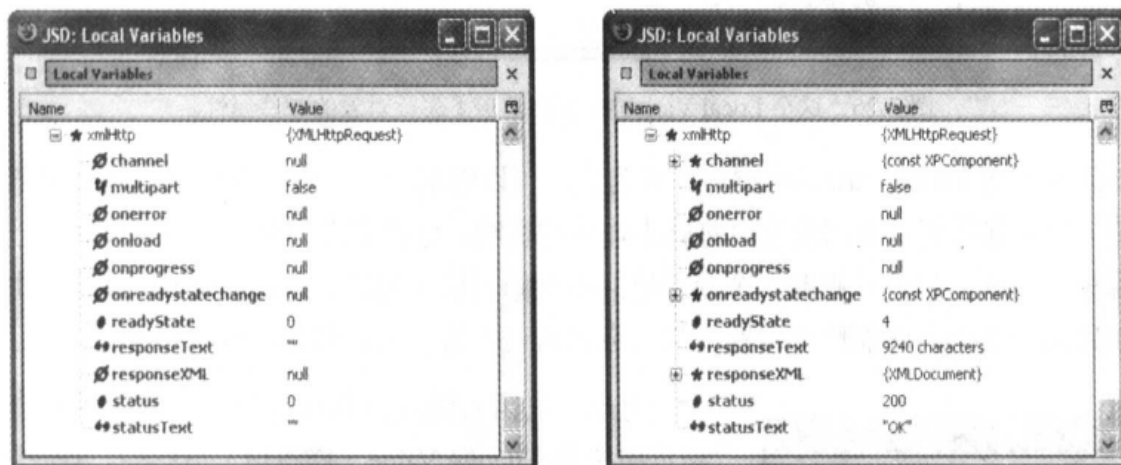 JSD: Local Variables
Local Variables
Name Value
xmlHttp {XMLHttpRequest}
channel null
multipart false
onerror null
onload null
onprogress null
onreadystatechange null
readyState 0
responseText ""
responseXML null
status 0
statusText ""
JSD: Local Variables
Local Variables
Name Value
xmlHttp {XMLHttpRequest}
channel {const XPComponent}
multipart false
onerror null
onload null
onprogress null
onreadystatechange {const XPComponent}
readyState 4
responseText 9240 characters
responseXML {XMLDocument}
status 200
statusText "OK"